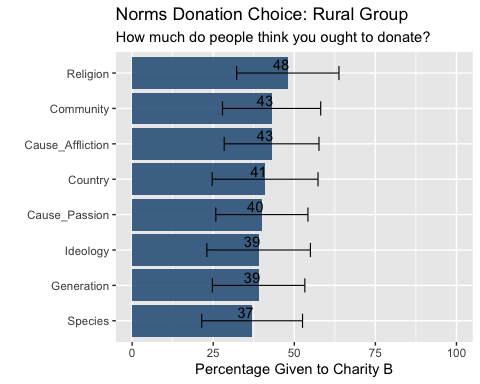 Norms Donation Choice: Rural Group
How much do people think you ought to donate?
Religion 48
Community 43
Cause_Affliction 43
Country 41
Cause_Passion 40
Ideology 39
Generation 39
Species 37
0 25 50 75 100
Percentage Given to Charity B